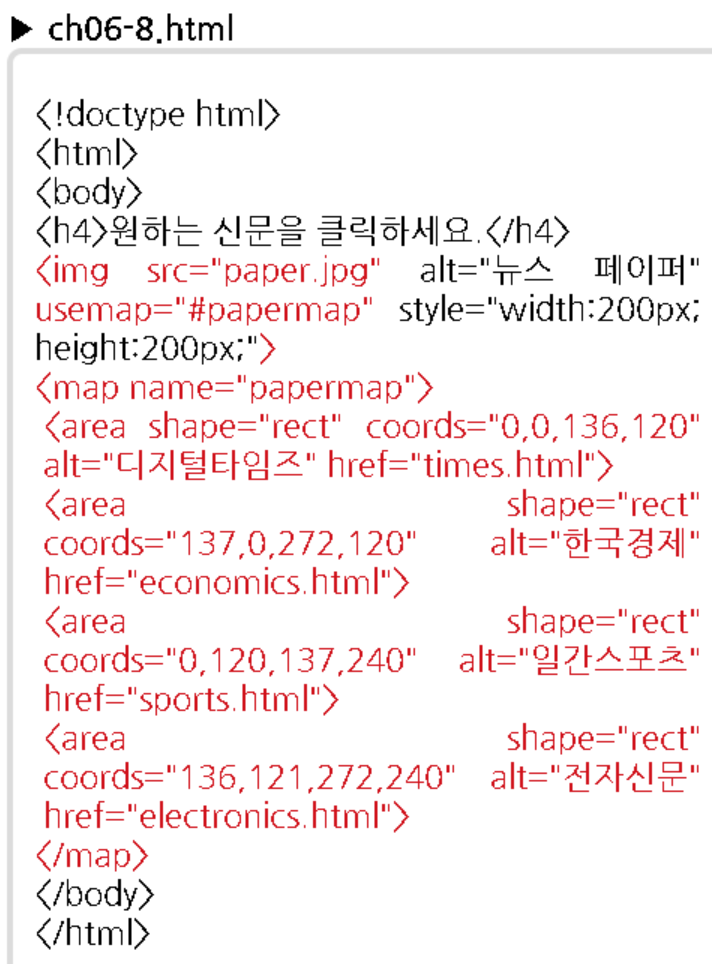 ▶ ch06-8.html
<!doctype html>
<html>
<body>
<h4>원하는 신문을 클릭하세요.</h4>
<img src="paper.jpg" alt="뉴스 페이퍼"
usemap="#papermap" style="width:200px;
height:200px;">
<map name="papermap">
<area shape="rect" coords="0,0,136,120"
alt="디지털타임즈" href="times.html">
<area shape="rect"
coords="137,0,272,120" alt="한국경제"
href="economics.html">
<area shape="rect"
coords="0,120,137,240" alt="일간스포츠"
href="sports.html">
<area shape="rect"
coords="136,121,272,240" alt="전자신문"
href="electronics.html">
</map>
</body>
</html>